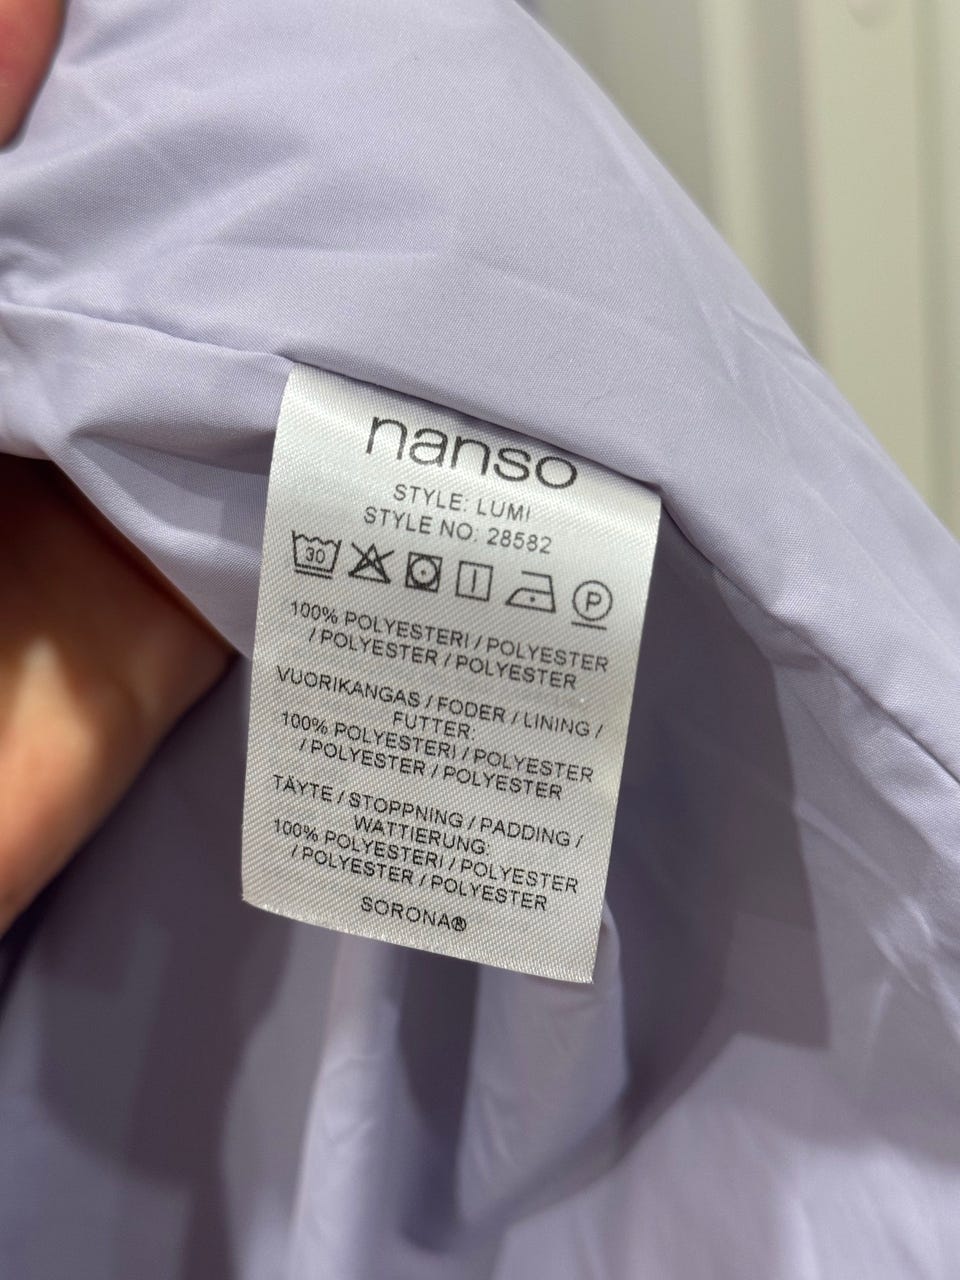 nanso
STYLE: LUMI
STYLE NO: 28582
30
P
100% POLYESTERI / POLYESTER
/ POLYESTER / POLYESTER
VUORIKANGAS / FODER / LINING /
FUTTER:
100% POLYESTERI / POLYESTER
/ POLYESTER / POLYESTER
TÄYTE / STOPPNING / PADDING /
WATTIERUNG:
100% POLYESTERI / POLYESTER
/ POLYESTER / POLYESTER
SORONA®